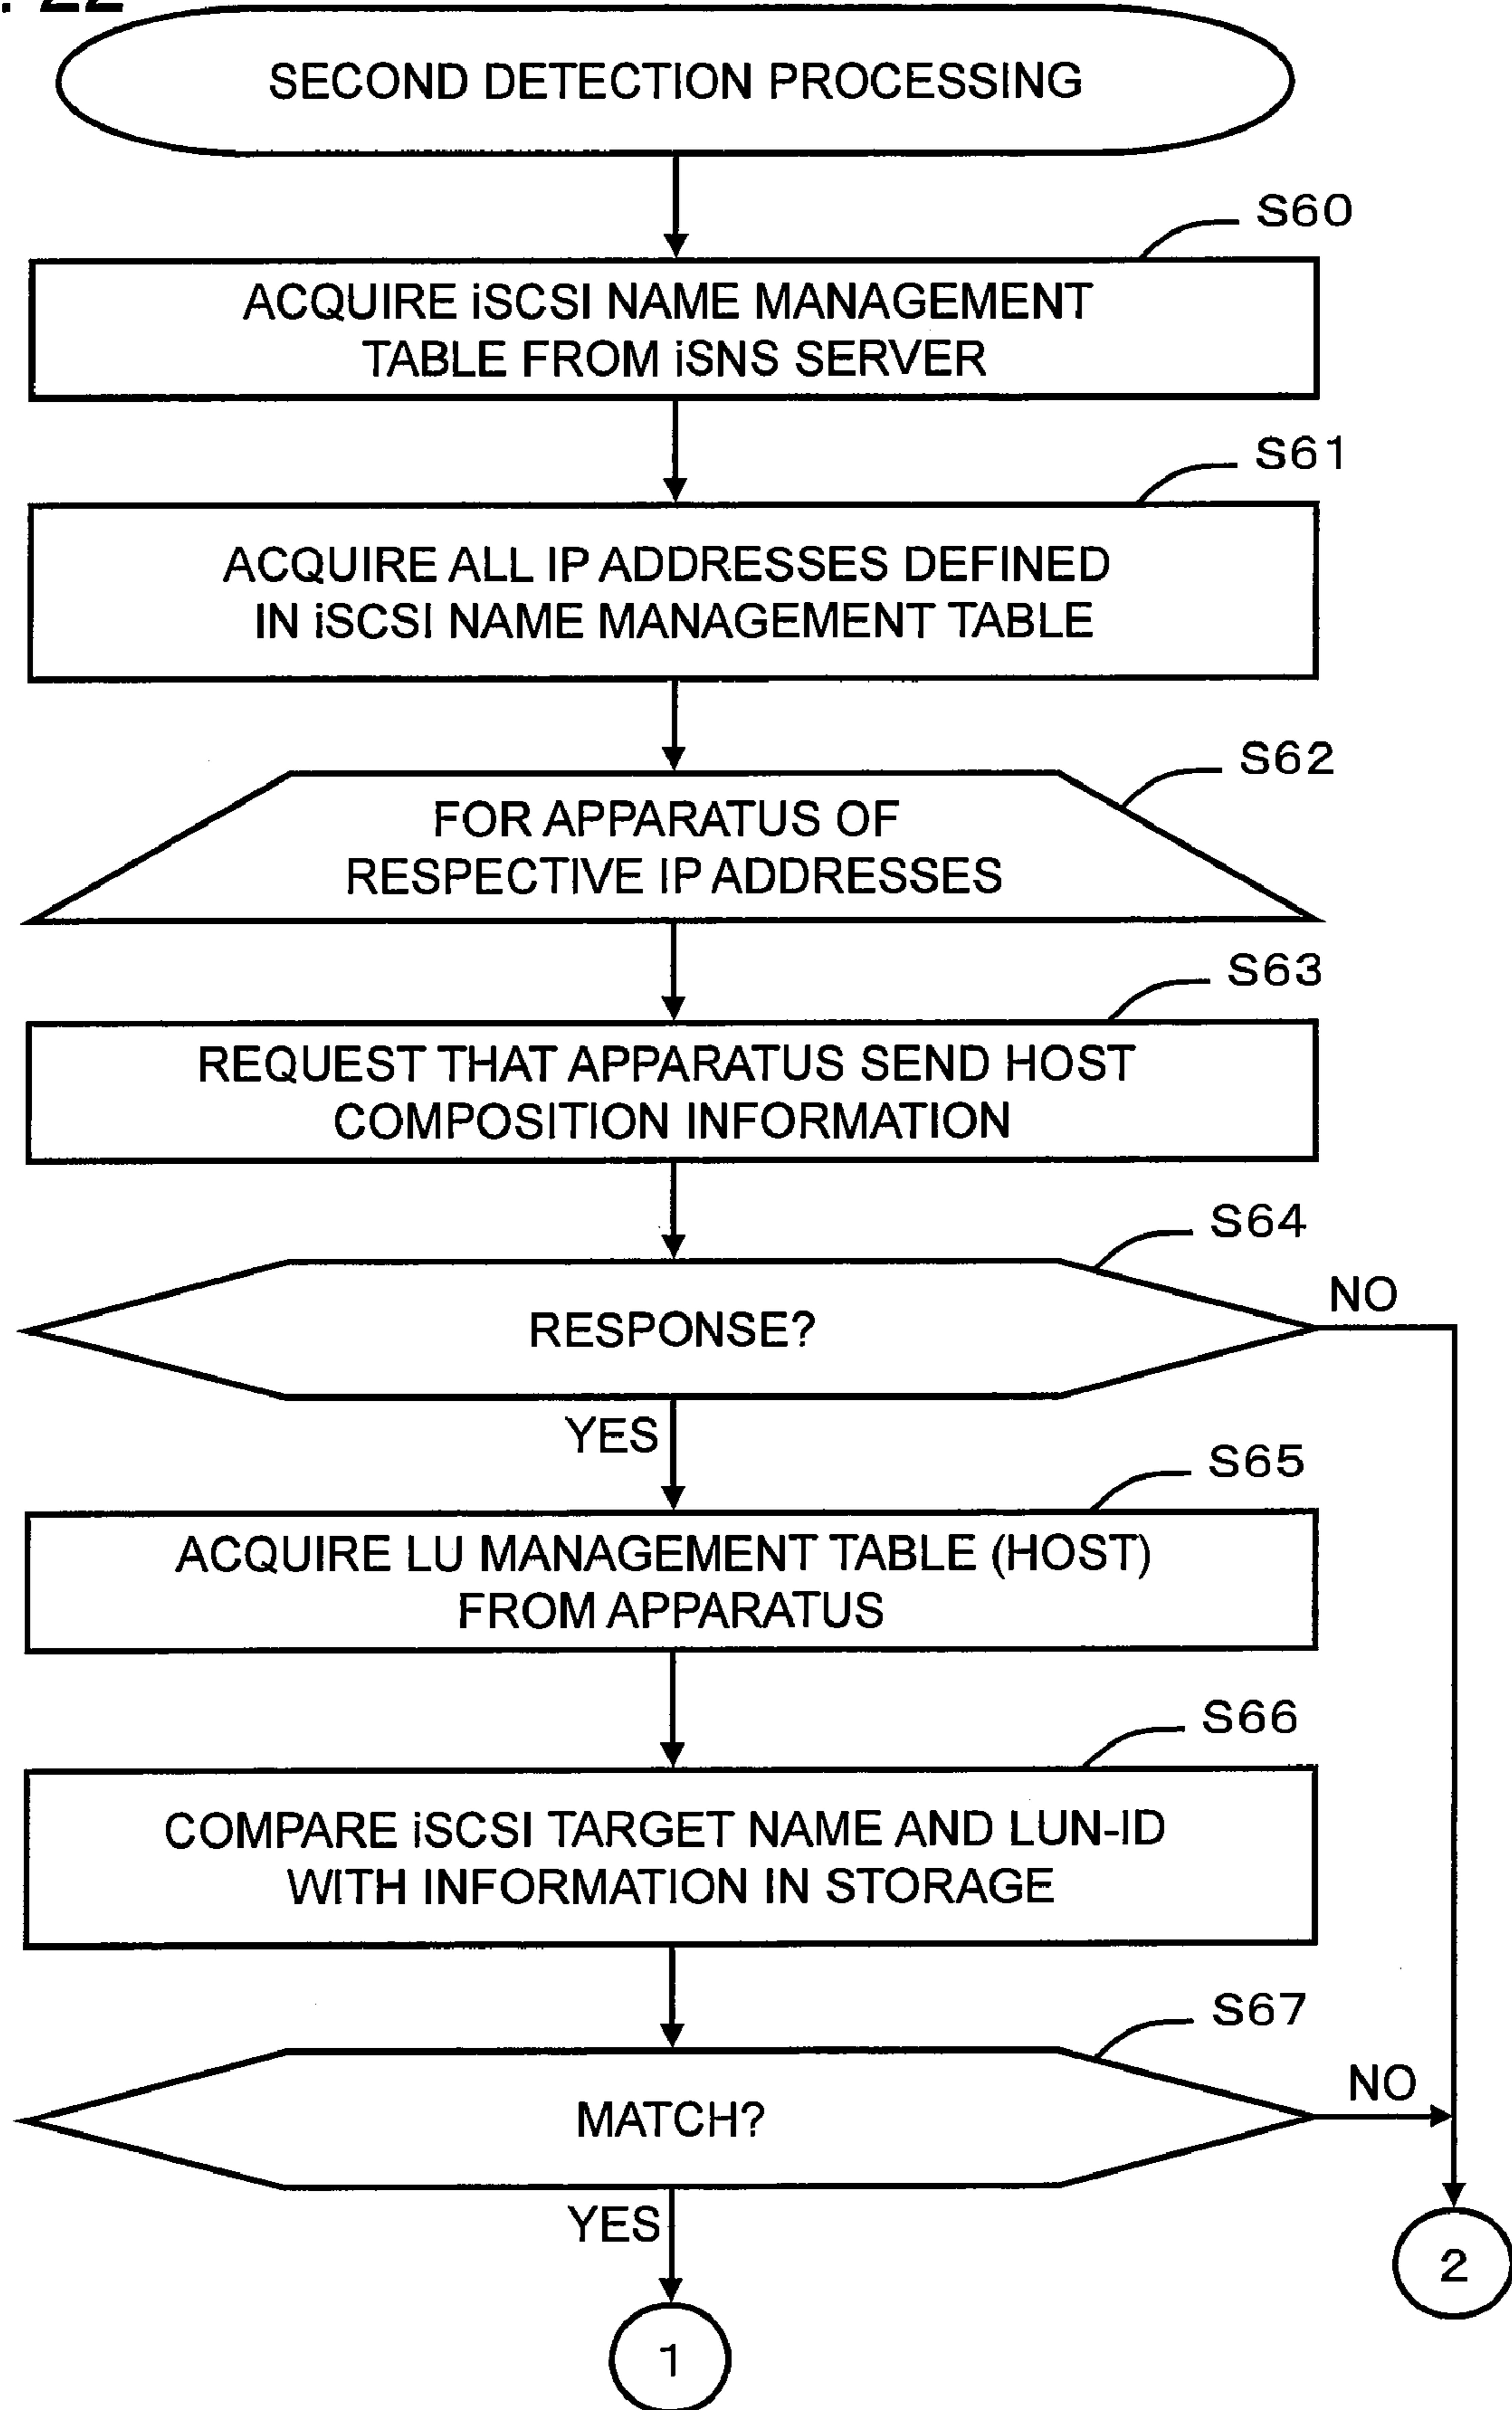 SECOND DETECTION PROCESSING
S60
ACQUIRE iSCSI NAME MANAGEMENT
TABLE FROM iSNS SERVER
S61
ACQUIRE ALL IP ADDRESSES DEFINED
IN iSCSI NAME MANAGEMENT TABLE
S62
FOR APPARATUS OF
RESPECTIVE IP ADDRESSES
S63
REQUEST THAT APPARATUS SEND HOST
COMPOSITION INFORMATION
S64
RESPONSE?
NO
YES
S65
ACQUIRE LU MANAGEMENT TABLE (HOST)
FROM APPARATUS
S66
COMPARE iSCSI TARGET NAME AND LUN-ID
WITH INFORMATION IN STORAGE
S67
MATCH?
NO
YES
2
1